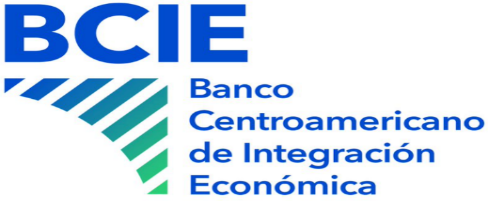 BCIE
Banco
Centroamericano
de Integración
Económica